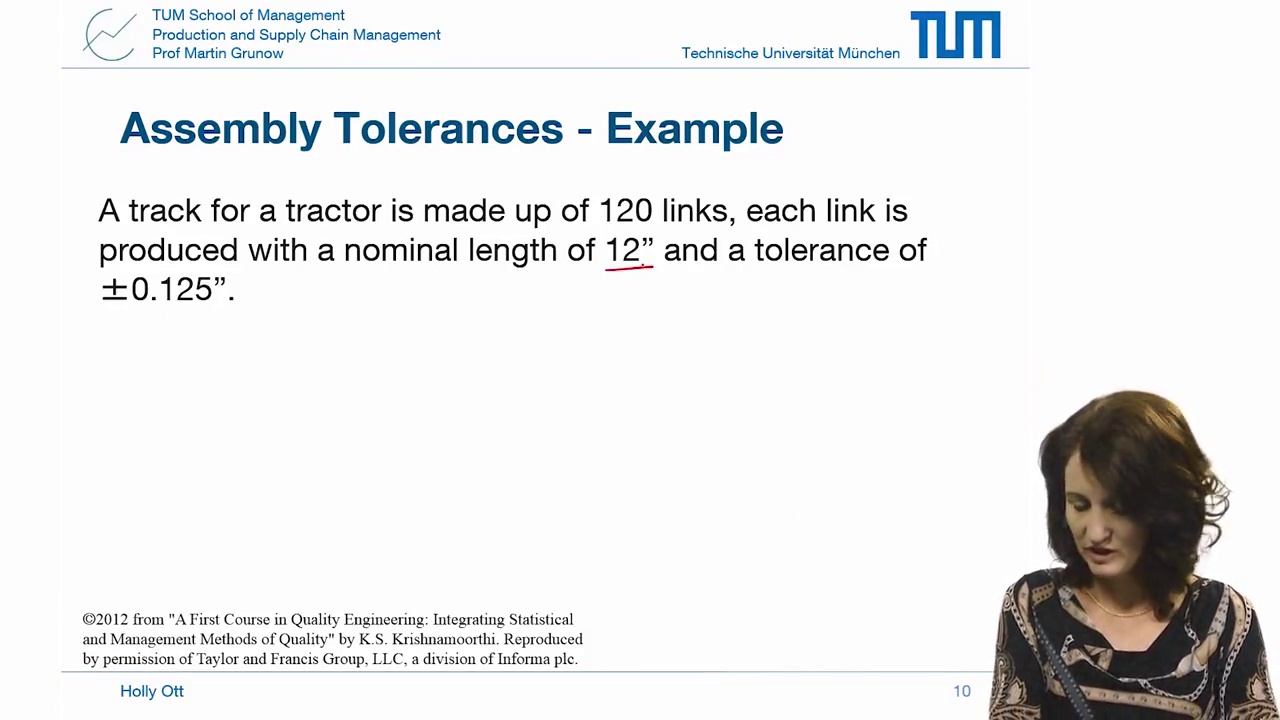 TUM School of Management
Production and Supply Chain Management
Prof Martin Grunow
Technische Universität München
TUM
Assembly Tolerances - Example
A track for a tractor is made up of 120 links, each link is
produced with a nominal length of 12” and a tolerance of
±0.125”.
©2012 from "A First Course in Quality Engineering: Integrating Statistical
and Management Methods of Quality" by K.S. Krishnamoorthi. Reproduced
by permission of Taylor and Francis Group, LLC, a division of Informa plc.
Holly Ott
10